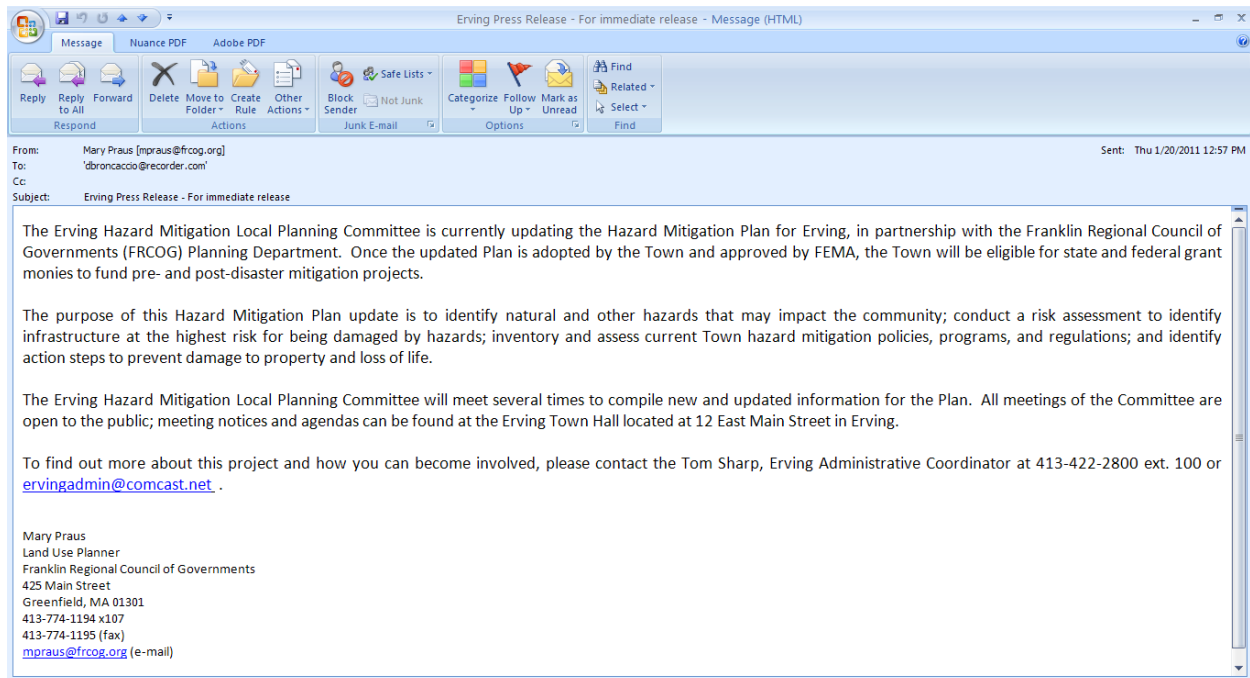 Erving Press Release - For immediate release - Message (HTML)
Message Nuance PDF Adobe PDF
Reply Reply to All Forward
Respond
Delete Move to Folder Create Rule Other Actions
Actions
Block Sender Safe Lists Not Junk
Junk E-mail
Categorize Follow Up Mark as Unread
Options
Find Related Select
Find
From: Mary Praus [mpraus@frcog.org] Sent: Thu 1/20/2011 12:57 PM
To: 'dbroncaccio@recorder.com'
Cc:
Subject: Erving Press Release - For immediate release
The Erving Hazard Mitigation Local Planning Committee is currently updating the Hazard Mitigation Plan for Erving, in partnership with the Franklin Regional Council of
Governments (FRCOG) Planning Department. Once the updated Plan is adopted by the Town and approved by FEMA, the Town will be eligible for state and federal grant
monies to fund pre- and post-disaster mitigation projects.
The purpose of this Hazard Mitigation Plan update is to identify natural and other hazards that may impact the community; conduct a risk assessment to identify
infrastructure at the highest risk for being damaged by hazards; inventory and assess current Town hazard mitigation policies, programs, and regulations; and identify
action steps to prevent damage to property and loss of life.
The Erving Hazard Mitigation Local Planning Committee will meet several times to compile new and updated information for the Plan. All meetings of the Committee are
open to the public; meeting notices and agendas can be found at the Erving Town Hall located at 12 East Main Street in Erving.
To find out more about this project and how you can become involved, please contact the Tom Sharp, Erving Administrative Coordinator at 413-422-2800 ext. 100 or
ervingadmin@comcast.net .
Mary Praus
Land Use Planner
Franklin Regional Council of Governments
425 Main Street
Greenfield, MA 01301
413-774-1194 x107
413-774-1195 (fax)
mpraus@frcog.org (e-mail)